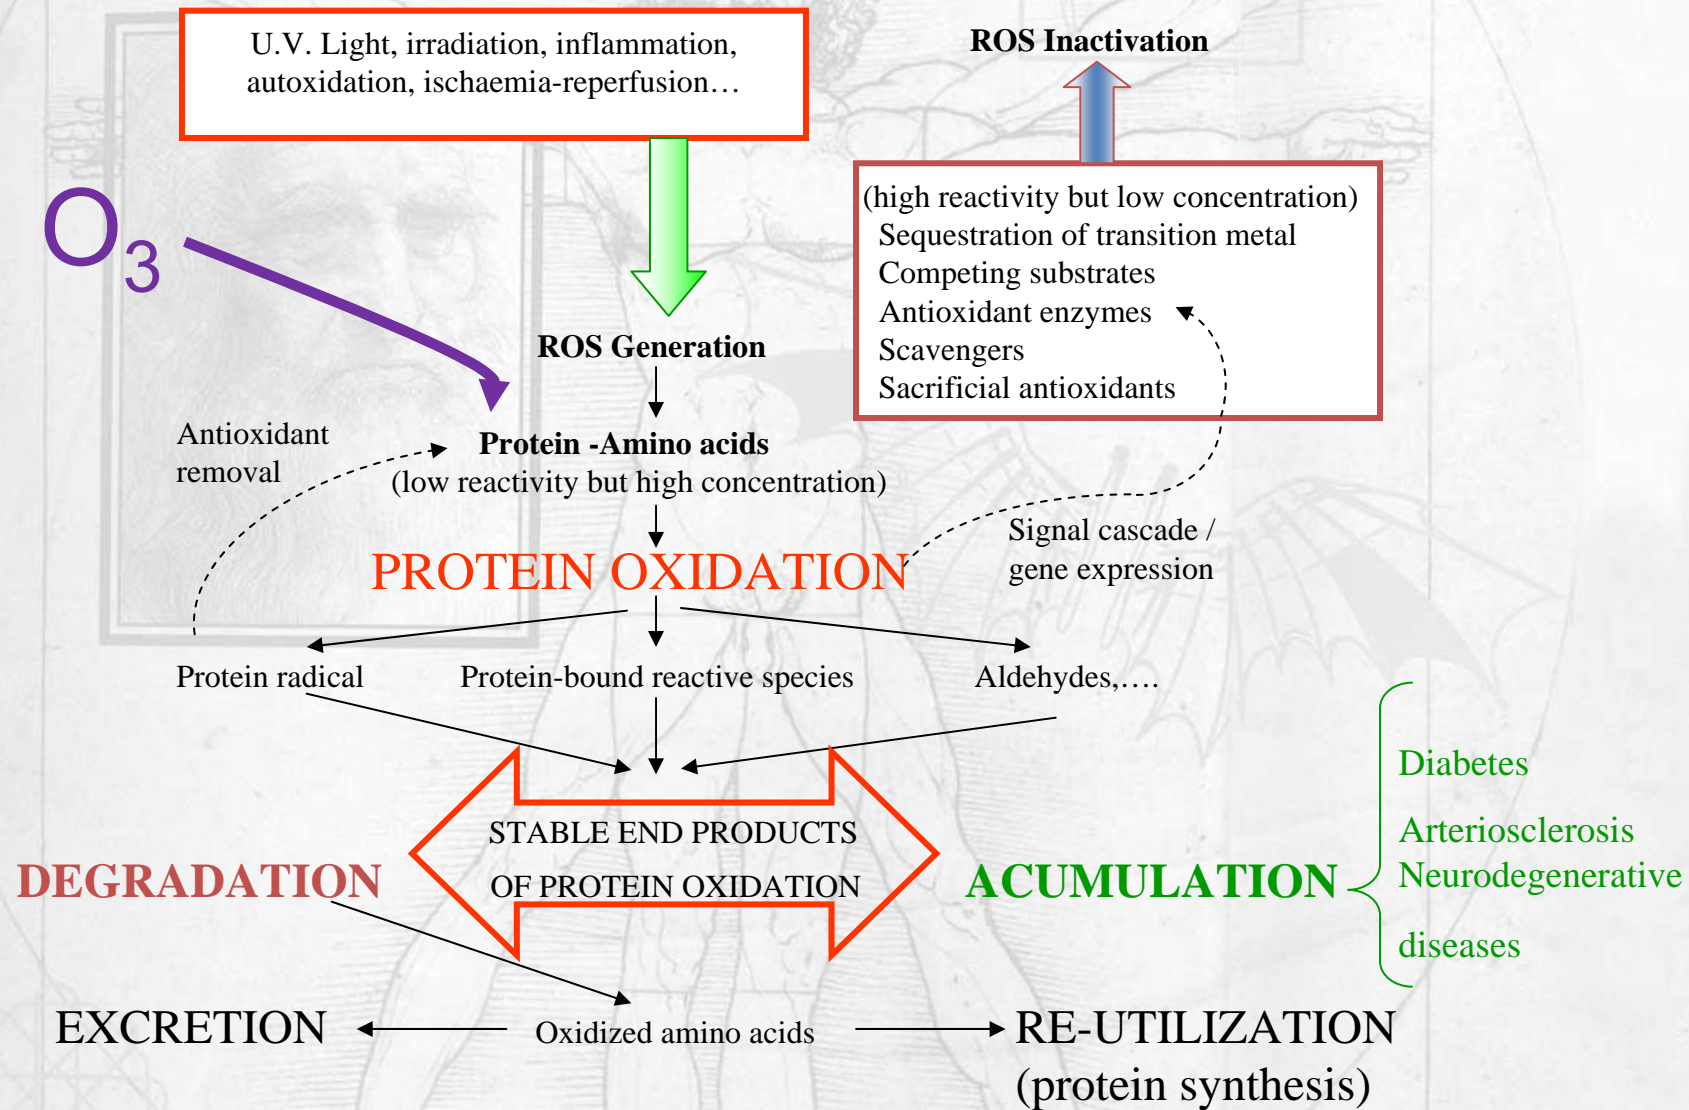 U.V. Light, irradiation, inflammation,
autoxidation, ischaemia-reperfusion…
ROS Inactivation
(high reactivity but low concentration)
Sequestration of transition metal
Competing substrates
Antioxidant enzymes
Scavengers
Sacrificial antioxidants
O3
ROS Generation
Antioxidant
removal
Protein -Amino acids
(low reactivity but high concentration)
Signal cascade /
gene expression
PROTEIN OXIDATION
Protein radical
Protein-bound reactive species
Aldehydes,….
STABLE END PRODUCTS
OF PROTEIN OXIDATION
DEGRADATION
ACUMULATION
Diabetes
Arteriosclerosis
Neurodegenerative
diseases
EXCRETION
Oxidized amino acids
RE-UTILIZATION
(protein synthesis)